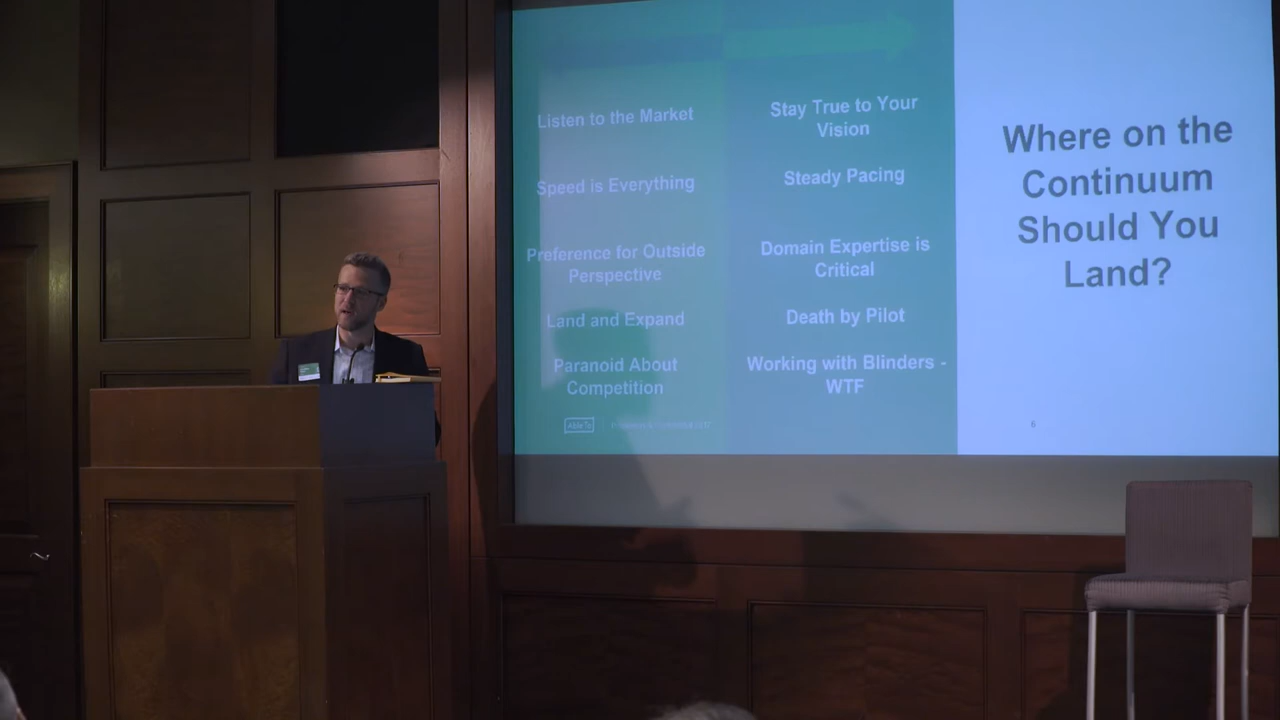 Listen to the Market
Stay True to Your
Vision
Speed is Everything
Steady Pacing
Preference for Outside
Perspective
Domain Expertise is
Critical
Land and Expand
Death by Pilot
Paranoid About
Competition
Working with Blinders -
WTF
AbleTo
6
Where on the
Continuum
Should You
Land?